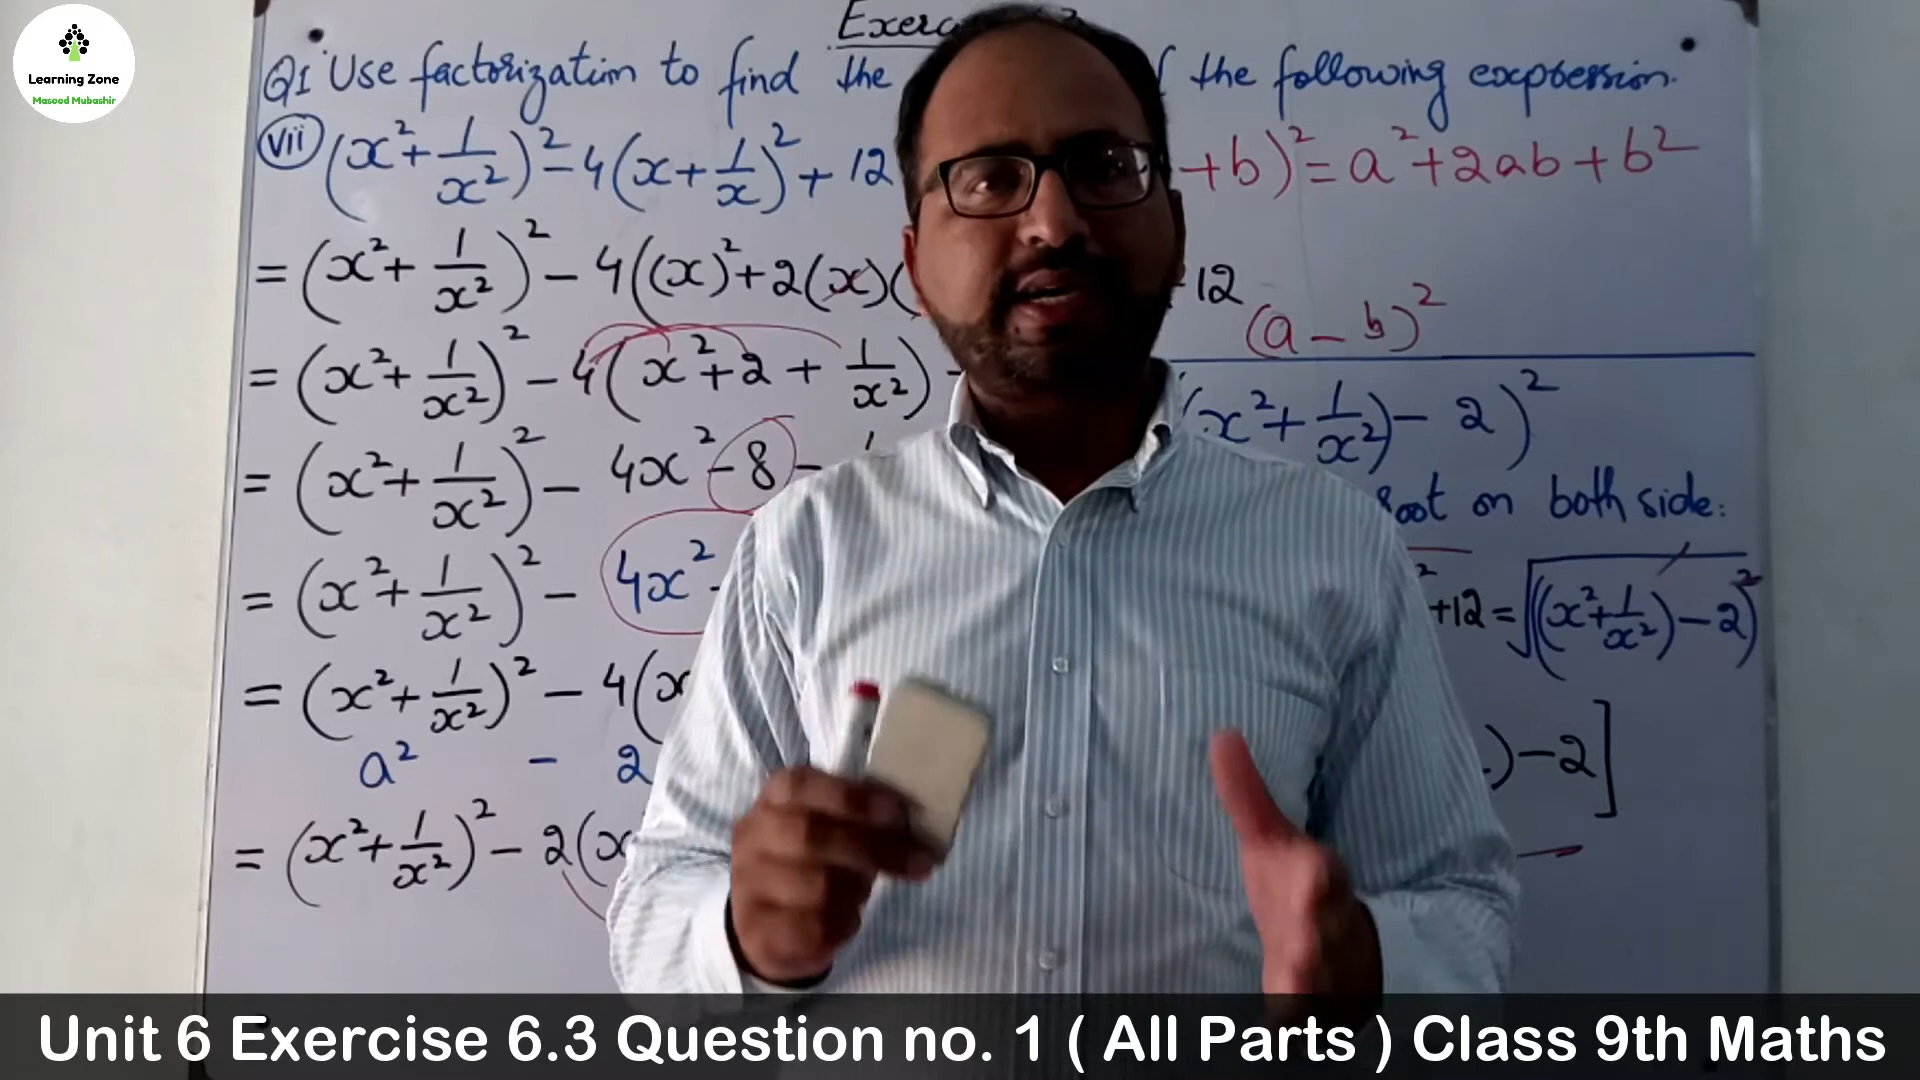 Learning Zone
Masood Mubashir
Exerc
Q1 Use factorization to find the the following expression.
vii (x²+1/x²)²-4(x+1/x)²+12
+b)²=a²+2ab+b²
=(x²+1/x²)²-4((x)²+2(x)(
12
(a-b)²
=(x²+1/x²)²-4(x²+2+1/x²)
=(x²+1/x²)²-4x²-8-
=(x²+1/x²)²-4x²-
=(x²+1/x²)²-4(x
a² - 2
=(x²+1/x²)²-2(x
(x²+1/x²)-2)²
oot on both side:
+12=√((x²+1/x²)-2)²
)-2]
Unit 6 Exercise 6.3 Question no. 1 ( All Parts ) Class 9th Maths